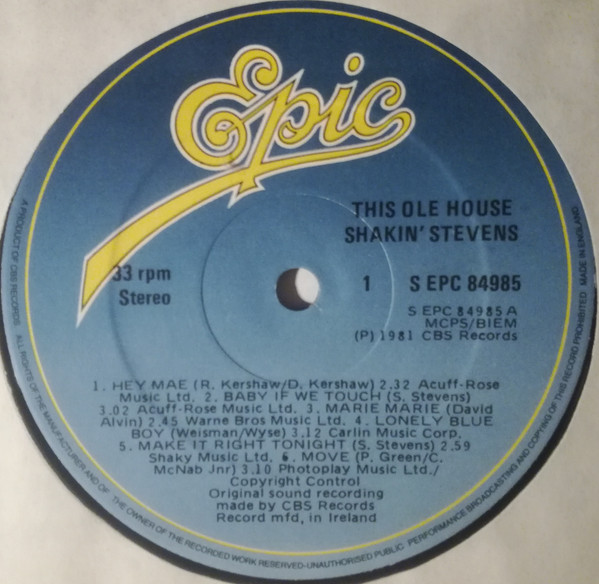 Epic
THIS OLE HOUSE
SHAKIN' STEVENS
33 rpm
Stereo
1 S EPC 84985
S EPC 84985A
MCPS/BIEM
(P) 1981 CBS Records
1. HEY MAE (R. Kershaw/D. Kershaw) 2.32 Acuff-Rose
Music Ltd. 2. BABY IF WE TOUCH (S. Stevens)
3.02 Acuff-Rose Music Ltd. 3. MARIE MARIE (David
Alvin) 2.45 Warne Bros Music Ltd. 4. LONELY BLUE
BOY (Weisman/Wyse) 3.12 Carlin Music Corp.
5. MAKE IT RIGHT TONIGHT (S. Stevens) 2.59
Shaky Music Ltd. 6. MOVE (P. Green/C.
McNab Jnr) 3.10 Photoplay Music Ltd./
Copyright Control
Original sound recording
made by CBS Records
Record mfd, in Ireland
A PRODUCT OF CBS RECORDS. ALL RIGHTS OF THE MANUFACTURER AND OF THE OWNER OF THE RECORDED WORK RESERVED-UNAUTHORISED PUBLIC PERFORMANCE BROADCASTING AND COPYING OF THIS RECORD PROHIBITED MADE IN ENGLAND